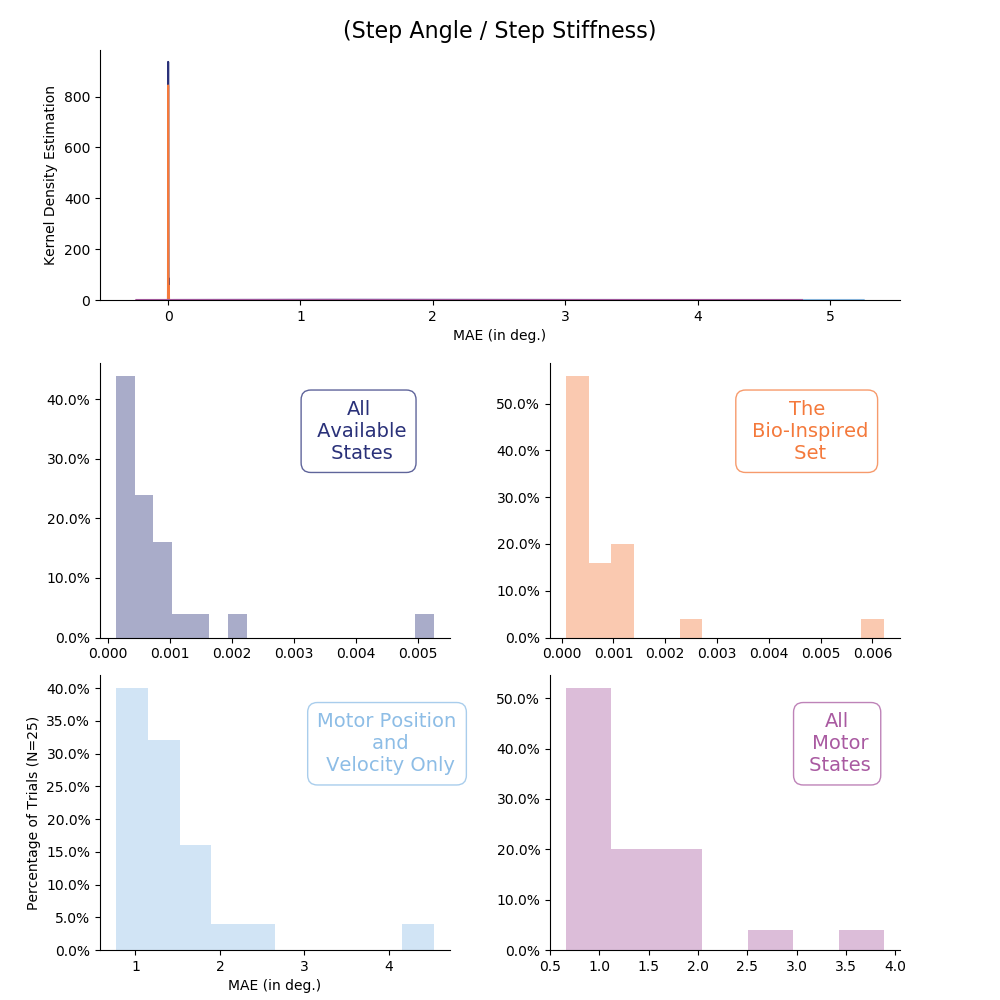 (Step Angle / Step Stiffness)
Kernel Density Estimation
800
600
400
200
0
0 1 2 3 4 5
MAE (in deg.)
All
Available
States
40.0%
30.0%
20.0%
10.0%
0.0%
0.000 0.001 0.002 0.003 0.004 0.005
The
Bio-Inspired
Set
50.0%
40.0%
30.0%
20.0%
10.0%
0.0%
0.000 0.001 0.002 0.003 0.004 0.005 0.006
Motor Position
and
Velocity Only
Percentage of Trials (N=25)
40.0%
35.0%
30.0%
25.0%
20.0%
15.0%
10.0%
5.0%
0.0%
1 2 3 4
MAE (in deg.)
All
Motor
States
50.0%
40.0%
30.0%
20.0%
10.0%
0.0%
0.5 1.0 1.5 2.0 2.5 3.0 3.5 4.0